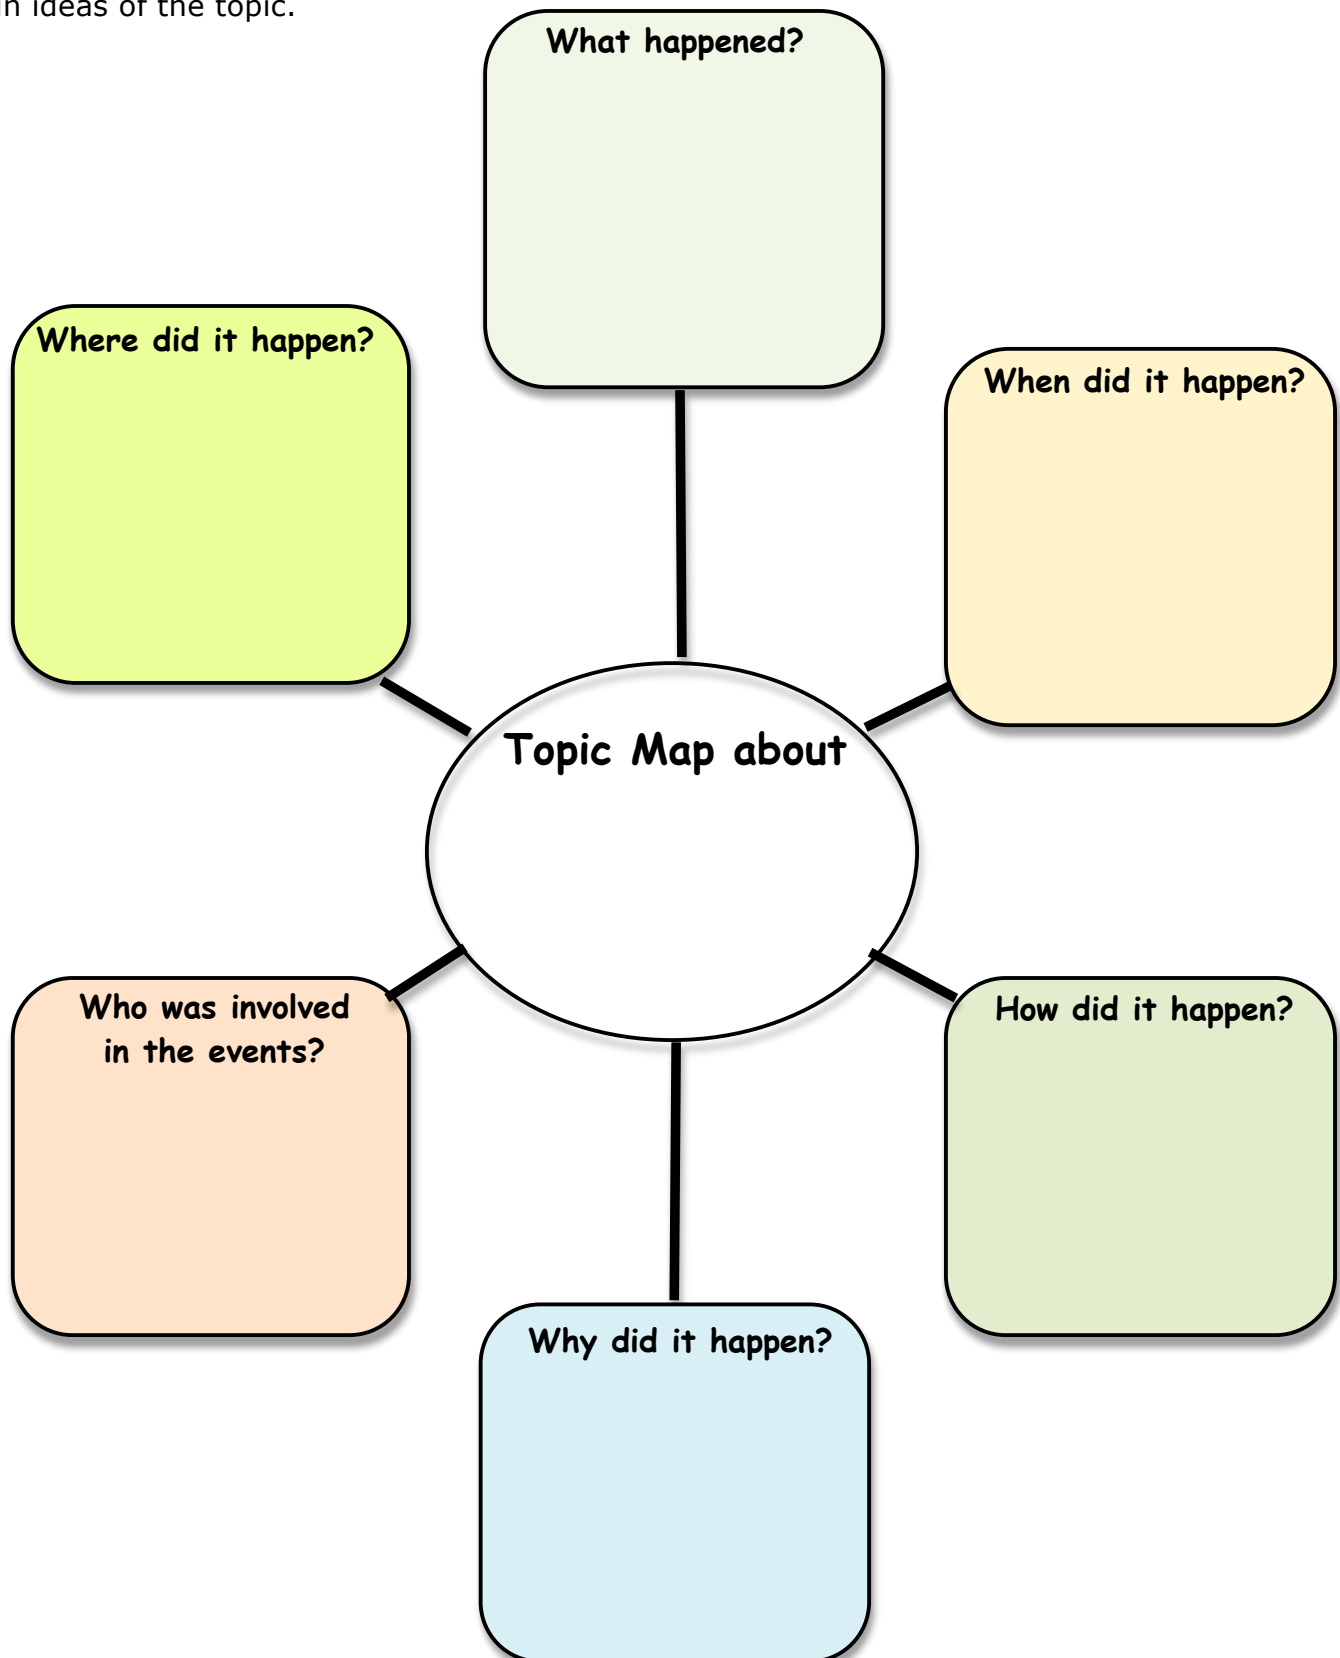 in ideas of the topic.
What happened?
Where did it happen?
When did it happen?
Topic Map about
Who was involved
in the events?
How did it happen?
Why did it happen?